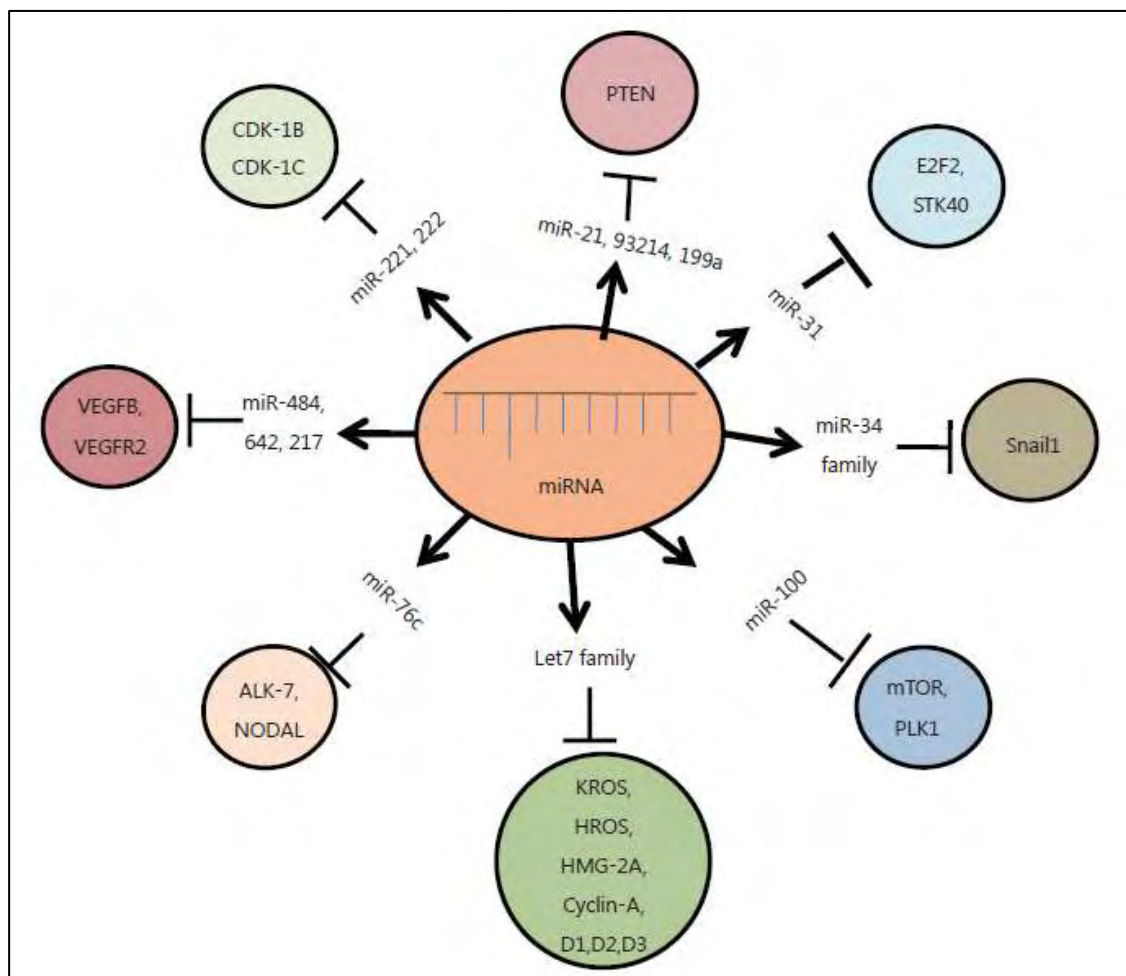 PTEN
CDK-1B
CDK-1C
E2F2,
STK40
miR-221, 222
miR-21, 93214, 199a
miR-31
VEGFB,
VEGFR2
miR-484,
642, 217
miRNA
miR-34
family
Snail1
miR-76c
Let7 family
miR-100
ALK-7,
NODAL
mTOR,
PLK1
KROS,
HROS,
HMG-2A,
Cyclin-A,
D1,D2,D3